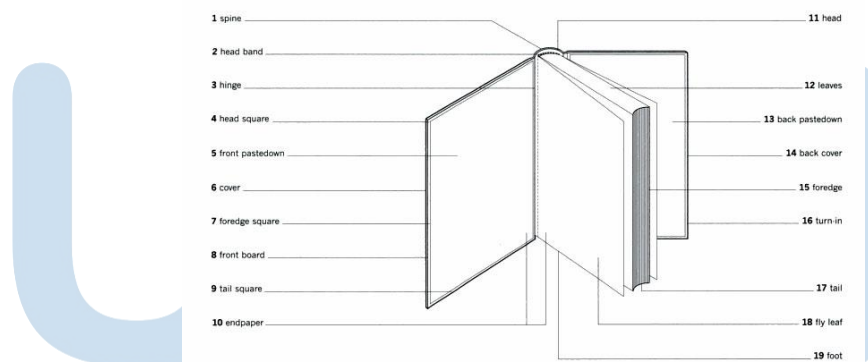 1 spine
2 head band
3 hinge
4 head square
5 front pastedown
6 cover
7 foredge square
8 front board
9 tail square
10 endpaper
11 head
12 leaves
13 back pastedown
14 back cover
15 foredge
16 turn-in
17 tail
18 fly leaf
19 foot